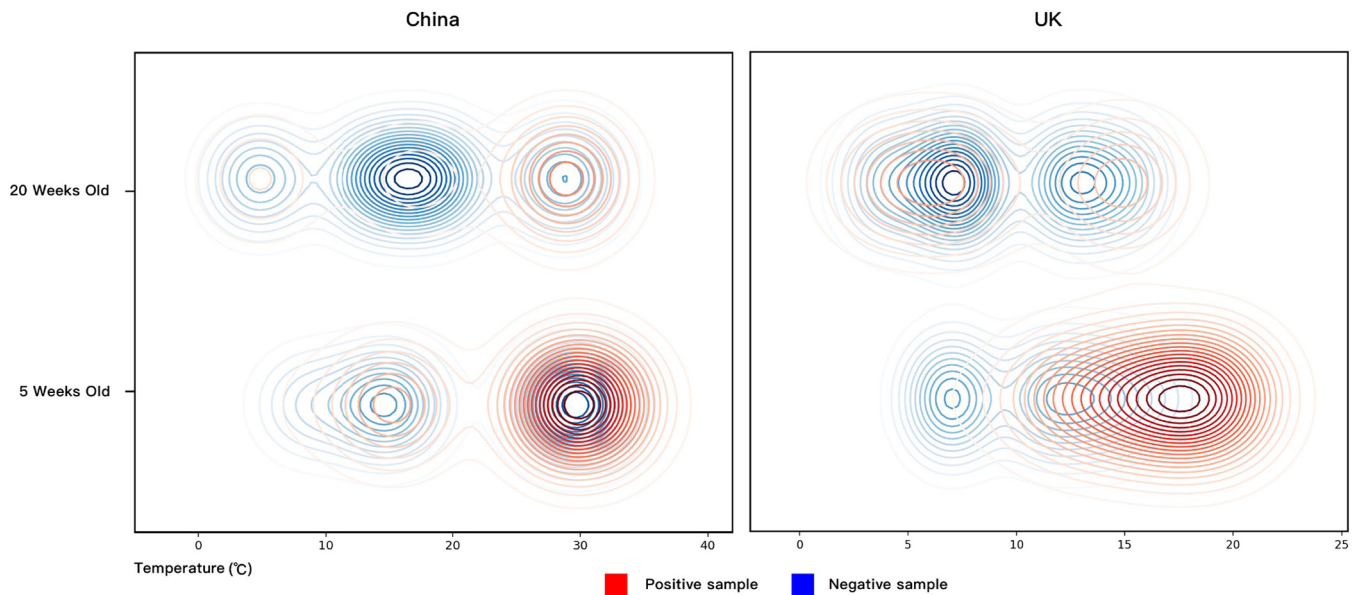 China UK
20 Weeks Old
5 Weeks Old
0 10 20 30 40 0 5 10 15 20 25
Temperature (℃)
Positive sample Negative sample